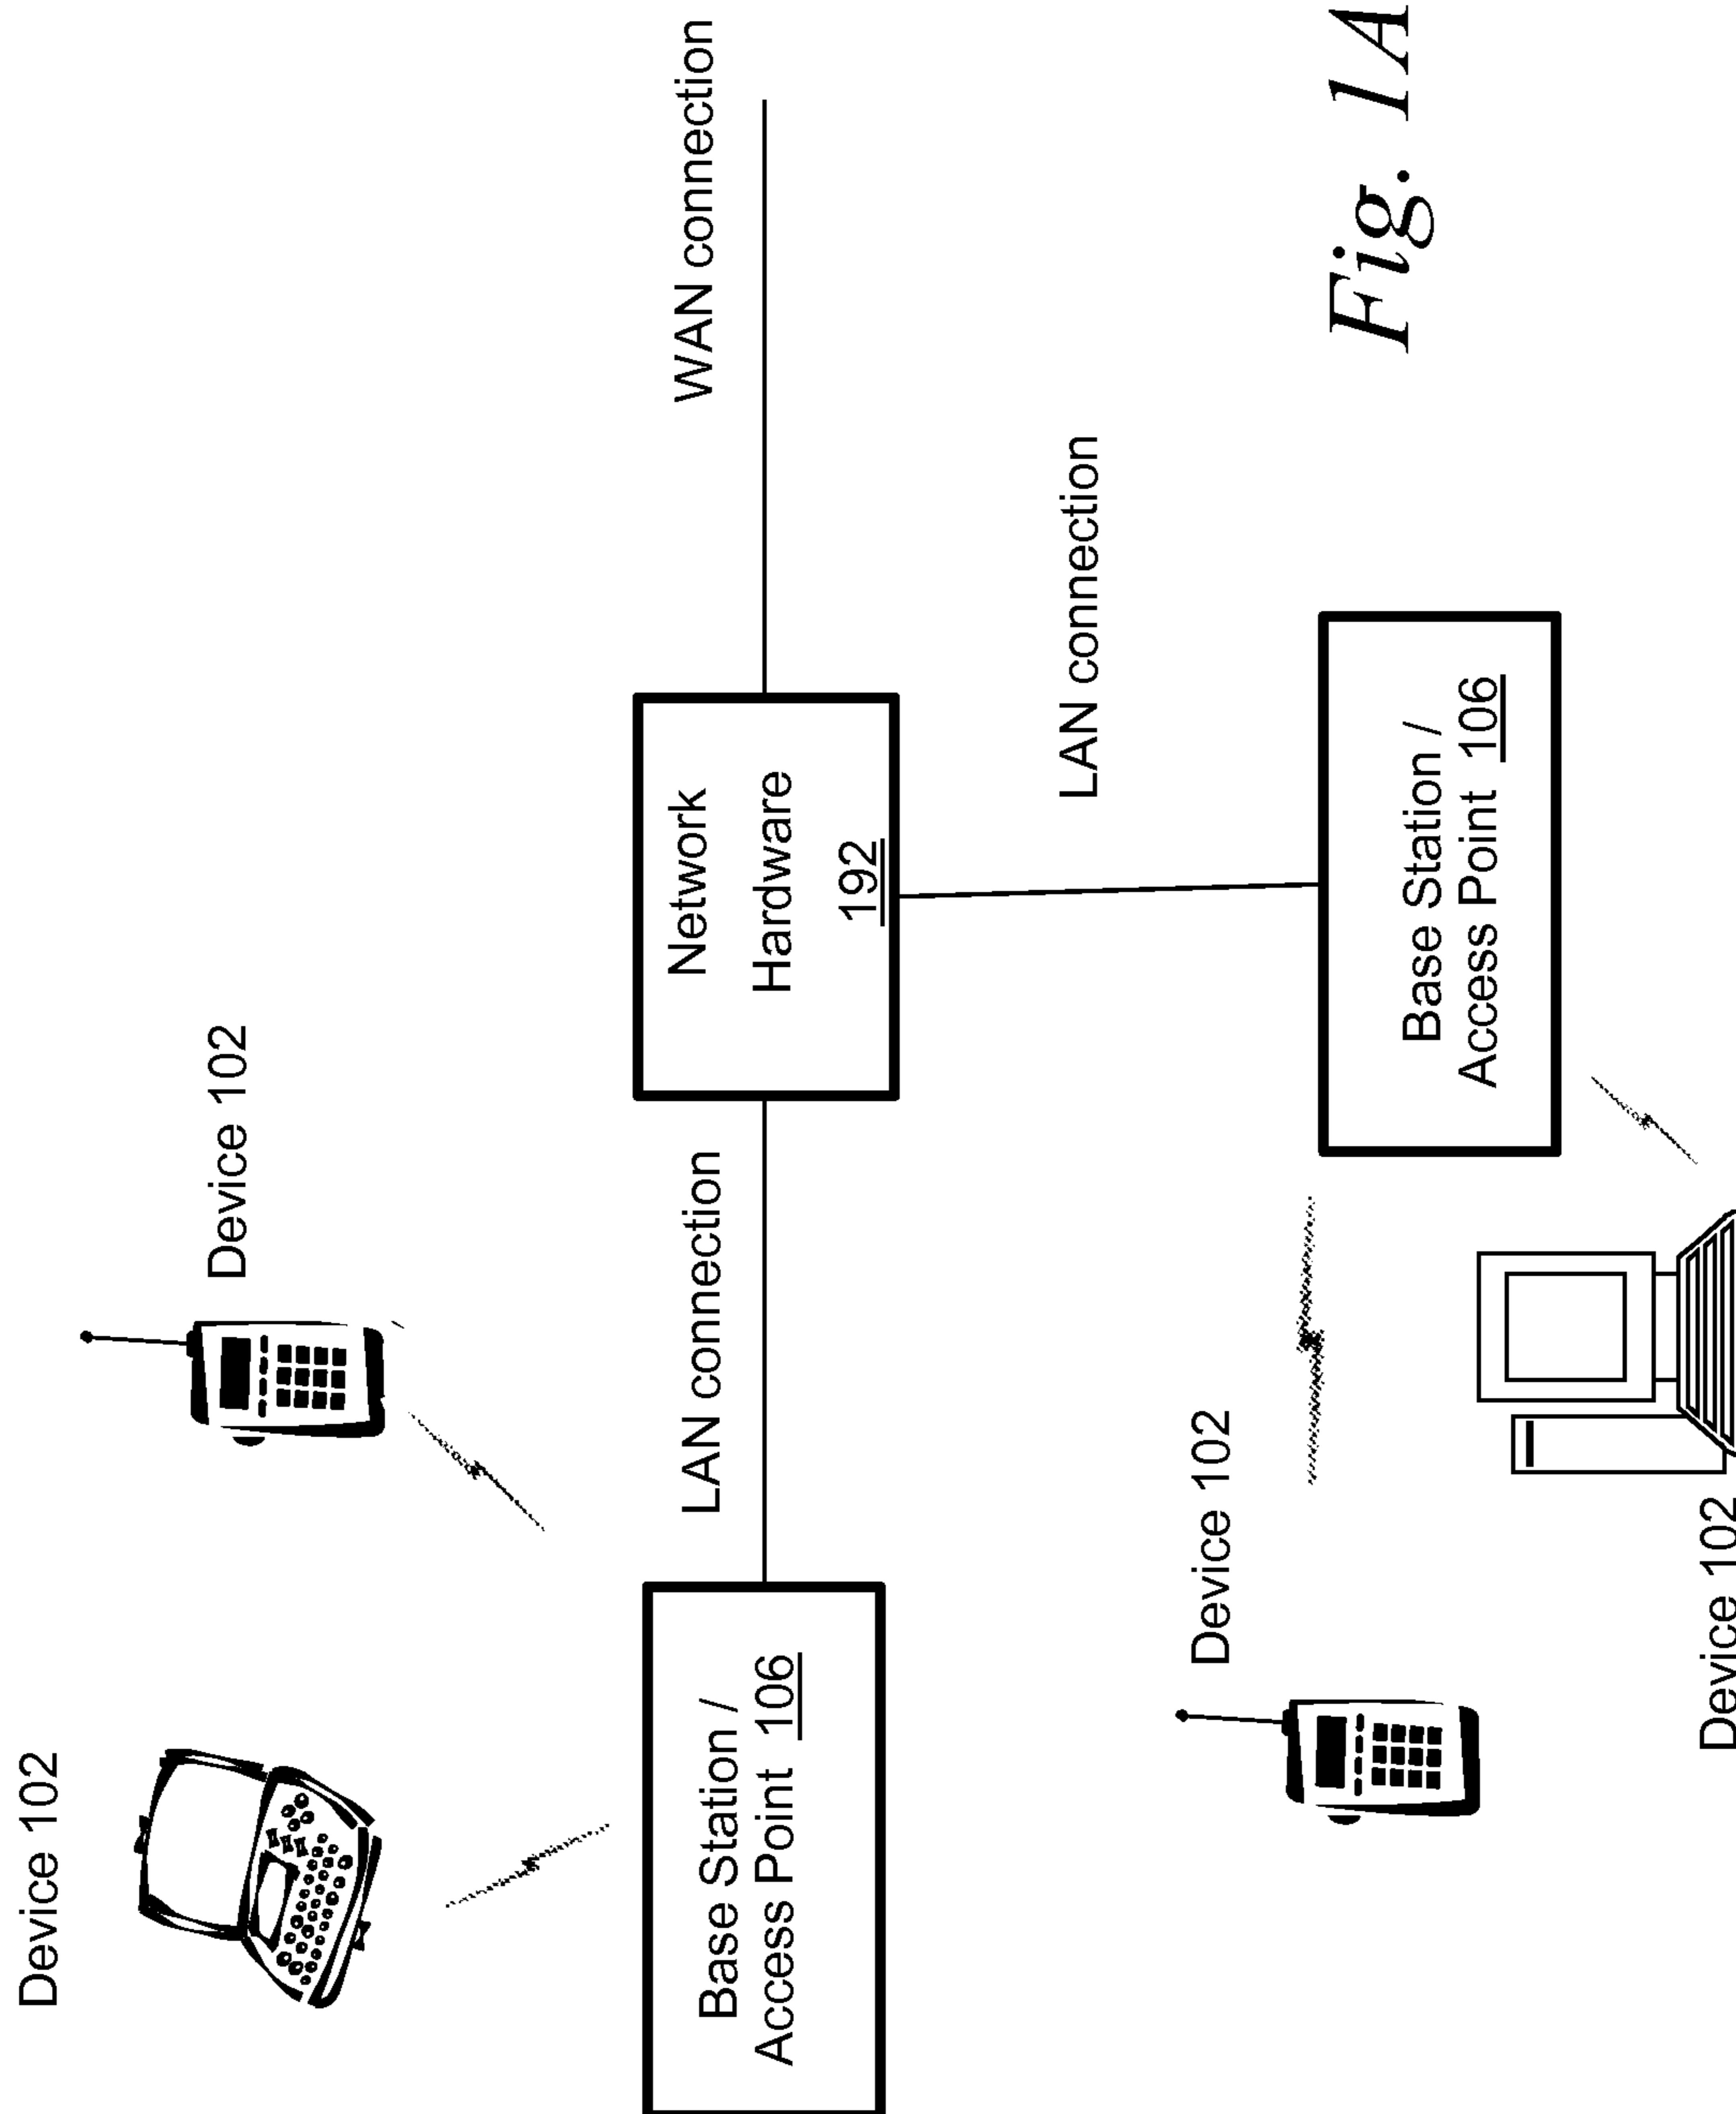 Device 102
Device 102
Base Station /
Access Point 106
LAN connection
Network
Hardware
192
WAN connection
LAN connection
Device 102
Base Station /
Access Point 106
Device 102
Fig. 1A